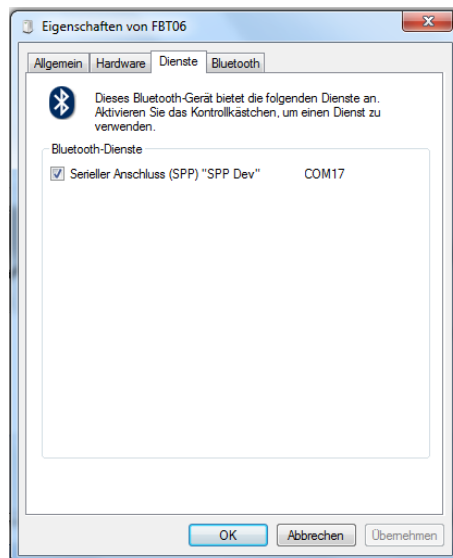 Eigenschaften von FBT06
Allgemein Hardware Dienste Bluetooth
Dieses Bluetooth-Gerät bietet die folgenden Dienste an.
Aktivieren Sie das Kontrollkästchen, um einen Dienst zu
verwenden.
Bluetooth-Dienste
Serieller Anschluss (SPP) "SPP Dev" COM17
OK Abbrechen Übernehmen